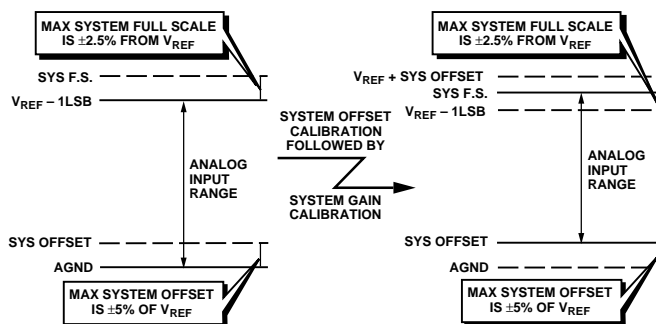 MAX SYSTEM FULL SCALE
IS ±2.5% FROM VREF
SYS F.S.
VREF – 1LSB
ANALOG
INPUT
RANGE
SYS OFFSET
AGND
MAX SYSTEM OFFSET
IS ±5% OF VREF
SYSTEM OFFSET
CALIBRATION
FOLLOWED BY
SYSTEM GAIN
CALIBRATION
MAX SYSTEM FULL SCALE
IS ±2.5% FROM VREF
VREF + SYS OFFSET
SYS F.S.
VREF – 1LSB
ANALOG
INPUT
RANGE
SYS OFFSET
AGND
MAX SYSTEM OFFSET
IS ±5% OF VREF